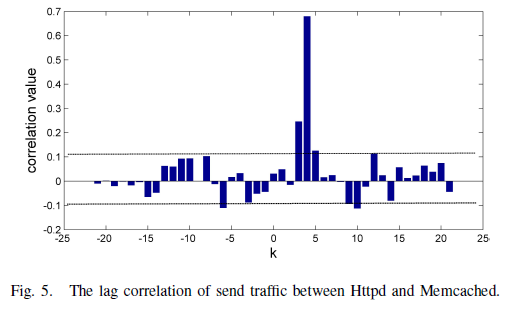 0.7
0.6
0.5
0.4
0.3
0.2
0.1
0
-0.1
-0.2
correlation value
-25 -20 -15 -10 -5 0 5 10 15 20 25
k
Fig. 5. The lag correlation of send traffic between Httpd and Memcached.